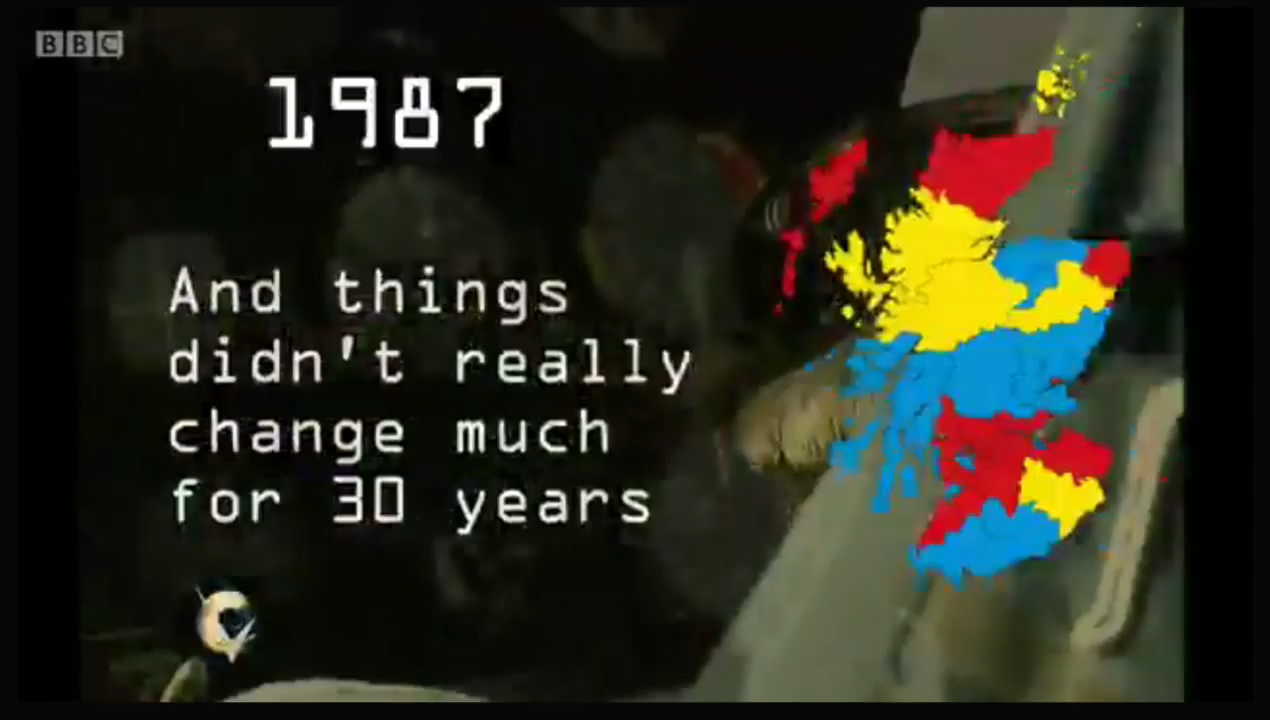 BBC
1987
And things
didn't really
change much
for 30 years